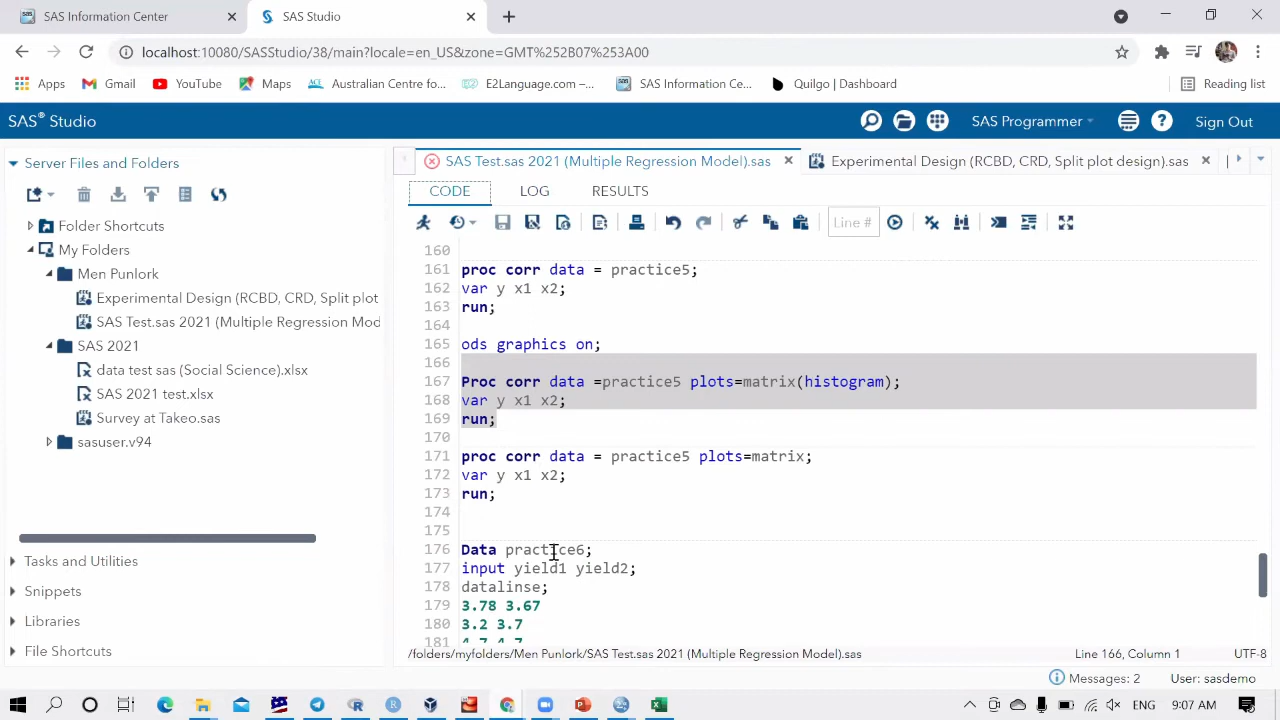 SAS Information Center
SAS Studio
localhost:10080/SASStudio/38/main?locale=en_US&zone=GMT%252B07%253A00
Apps
Gmail
YouTube
Maps
Australian Centre fo...
E2Language.com –...
SAS Information Ce...
Quilgo | Dashboard
Reading list
SAS® Studio
SAS Programmer
Sign Out
Server Files and Folders
SAS Test.sas 2021 (Multiple Regression Model).sas
Experimental Design (RCBD, CRD, Split plot design).sas
CODE
LOG
RESULTS
Line #
Folder Shortcuts
My Folders
Men Punlork
Experimental Design (RCBD, CRD, Split plot
SAS Test.sas 2021 (Multiple Regression Mod
SAS 2021
data test sas (Social Science).xlsx
SAS 2021 test.xlsx
Survey at Takeo.sas
sasuser.v94
Tasks and Utilities
Snippets
Libraries
File Shortcuts
160
161 proc corr data = practice5;
162 var y x1 x2;
163 run;
164
165 ods graphics on;
166
167 Proc corr data =practice5 plots=matrix(histogram);
168 var y x1 x2;
169 run;
170
171 proc corr data = practice5 plots=matrix;
172 var y x1 x2;
173 run;
174
175
176 Data practice6;
177 input yield1 yield2;
178 datalinse;
179 3.78 3.67
180 3.2 3.7
181 4.7 4.7
/folders/myfolders/Men Punlork/SAS Test.sas 2021 (Multiple Regression Model).sas
Line 166, Column 1
UTF-8
Messages: 2
User: sasdemo
ENG
9:07 AM